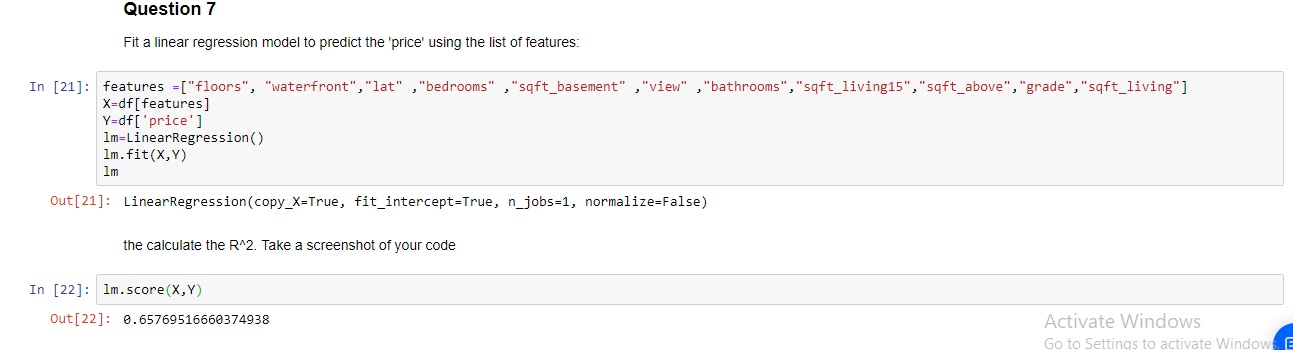 Question 7
Fit a linear regression model to predict the 'price' using the list of features:
In [21]: features =["floors", "waterfront","lat" ,"bedrooms" ,"sqft_basement" ,"view" ,"bathrooms","sqft_living15","sqft_above","grade","sqft_living"]
X=df[features]
Y=df['price']
lm=LinearRegression()
lm.fit(X,Y)
lm
Out[21]: LinearRegression(copy_X=True, fit_intercept=True, n_jobs=1, normalize=False)
the calculate the R^2. Take a screenshot of your code
In [22]: lm.score(X,Y)
Out[22]: 0.65769516660374938
Activate Windows
Go to Settings to activate Windows.